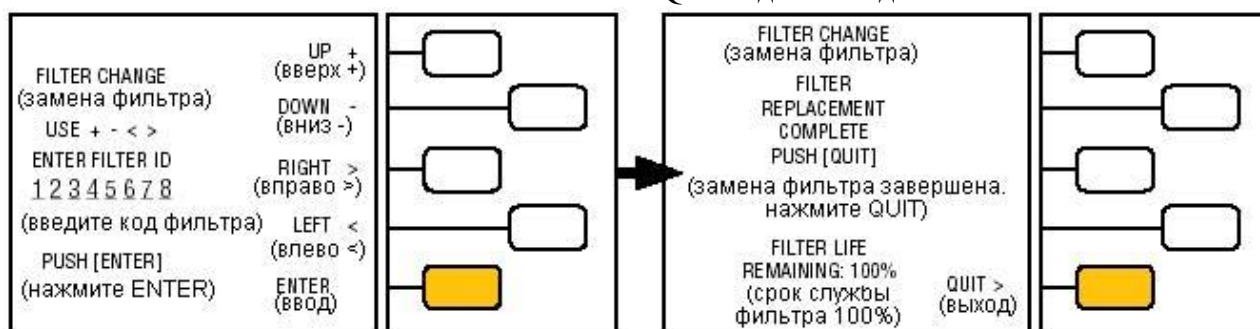 FILTER CHANGE
(замена фильтра)
USE + - < >
ENTER FILTER ID
12345678
(введите код фильтра)
PUSH [ENTER]
(нажмите ENTER)
UP +
(вверх +)
DOWN -
(вниз -)
RIGHT >
(вправо >)
LEFT <
(влево <)
ENTER
(ввод)
FILTER CHANGE
(замена фильтра)
FILTER
REPLACEMENT
COMPLETE
PUSH [QUIT]
(замена фильтра завершена.
нажмите QUIT)
FILTER LIFE
REMAINING: 100%
(срок службы
фильтра 100%)
QUIT >
(выход)